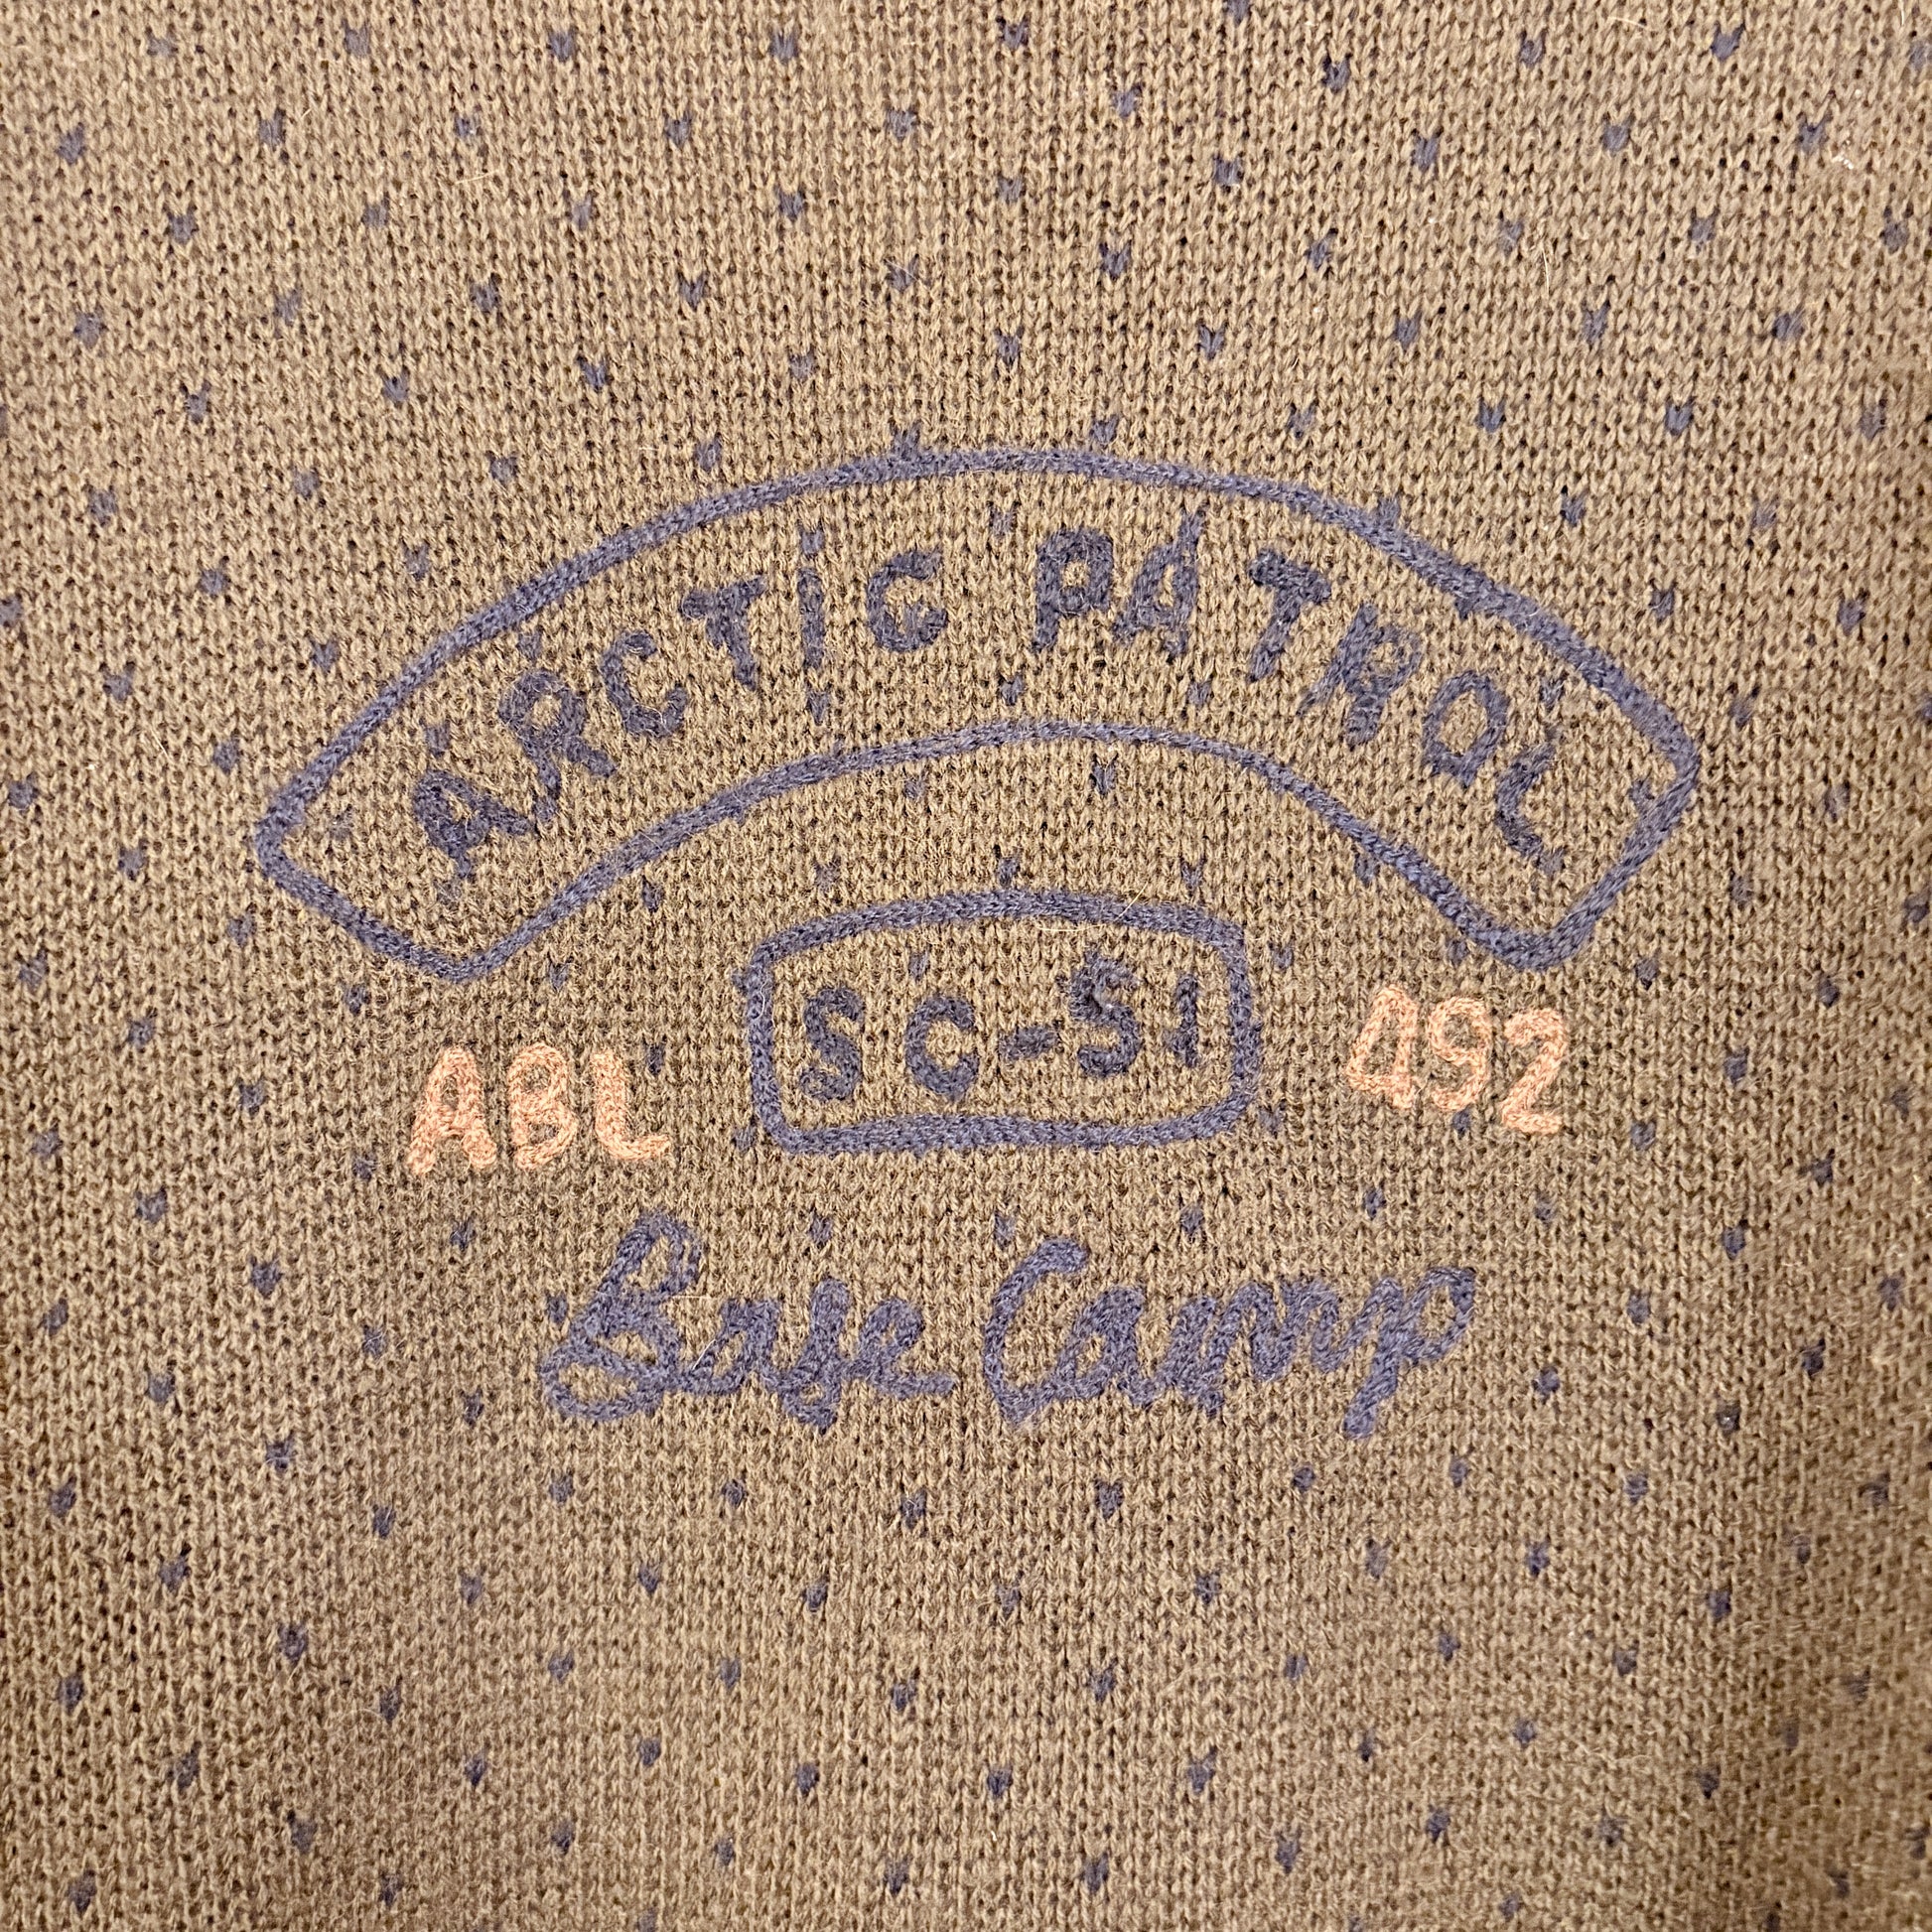 ARCTIC PATROL
ABL SC-51 492
Base Camp